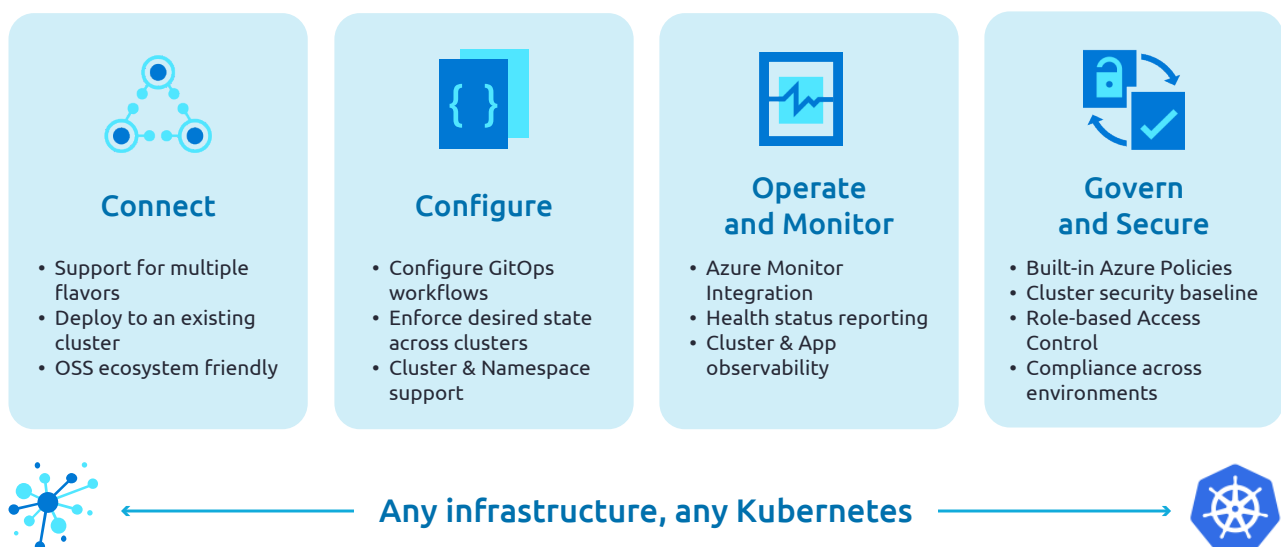 { }
Connect
• Support for multiple
flavors
• Deploy to an existing
cluster
• OSS ecosystem friendly
Configure
• Configure GitOps
workflows
• Enforce desired state
across clusters
• Cluster & Namespace
support
Operate
and Monitor
• Azure Monitor
Integration
• Health status reporting
• Cluster & App
observability
Govern
and Secure
• Built-in Azure Policies
• Cluster security baseline
• Role-based Access
Control
• Compliance across
environments
Any infrastructure, any Kubernetes